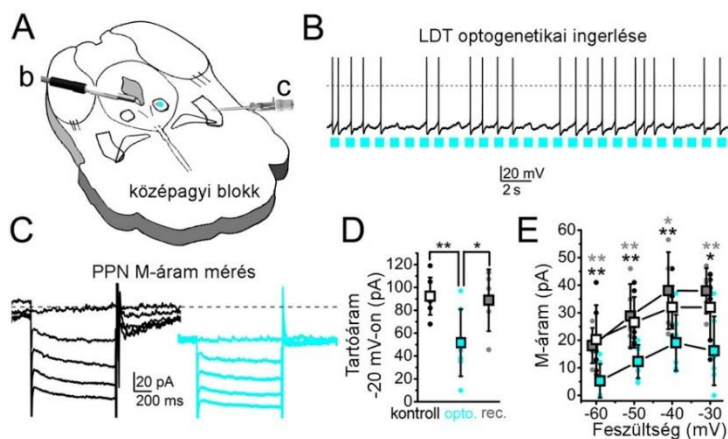 A
b
c
középagyi blokk
B
LDT optogenetikai ingerlése
20 mV
2 s
C
PPN M-áram mérés
20 pA
200 ms
D
** *
Tartóáram
-20 mV-on (pA)
120
100
80
60
40
20
0
kontroll opto. rec.
E
*
** ** ** **
** ** *
M-áram (pA)
60
50
40
30
20
10
0
-60 -50 -40 -30
Feszültség (mV)